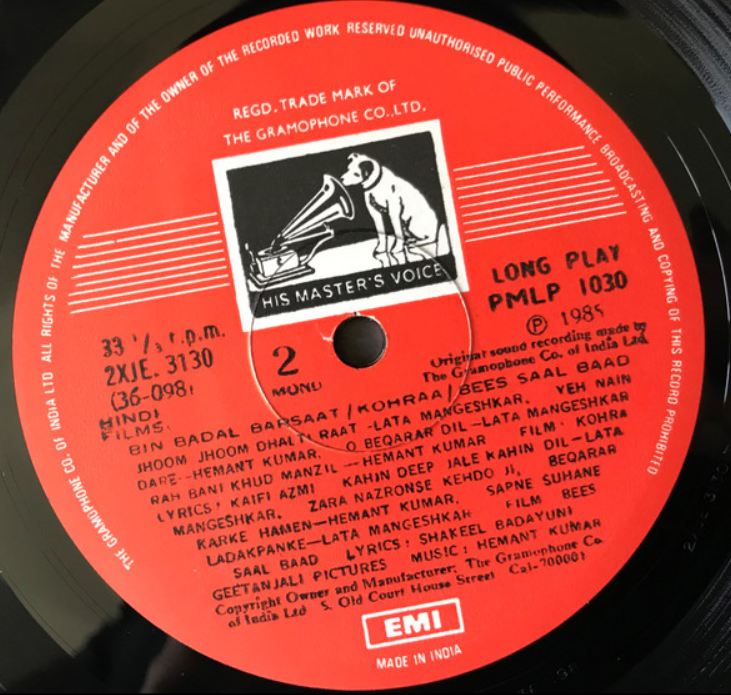 THE GRAMOPHONE CO. OF INDIA LTD ALL RIGHTS OF THE MANUFACTURER AND OF THE OWNER OF THE RECORDED WORK RESERVED UNAUTHORISED PUBLIC PERFORMANCE BROADCASTING AND COPYING OF THIS RECORD PROHIBITED
REGD. TRADE MARK OF
THE GRAMOPHONE CO.,LTD.
HIS MASTER'S VOICE
LONG PLAY
PMLP 1030
℗ 1985
Original sound recording made by
The Gramophone Co. of India Ltd.
33 1/3 r.p.m.
2XJE. 3130
(36-098)
2
MONO
HINDI
FILMS:
BIN BADAL BARSAAT / KOHRAA / BEES SAAL BAAD
JHOOM JHOOM DHALTI RAAT -LATA MANGESHKAR. YEH NAIN
DARE--HEMANT KUMAR. O BEQARAR DIL-LATA MANGESHKAR
RAH BANI KHUD MANZIL--HEMANT KUMAR FILM: KOHRA
LYRICS: KAIFI AZMI KAHIN DEEP JALE KAHIN DIL-LATA
MANGESHKAR. ZARA NAZRONSE KEHDO JI, BEQARAR
KARKE HAMEN-HEMANT KUMAR. SAPNE SUHANE
LADAKPANKE-LATA MANGESHKAR FILM BEES
SAAL BAAD LYRICS: SHAKEEL BADAYUNI
GEETANJALI PICTURES MUSIC: HEMANT KUMAR
Copyright Owner and Manufacturer: The Gramophone Co.
of India Ltd 5. Old Court House Street Cal-700001
EMI
MADE IN INDIA